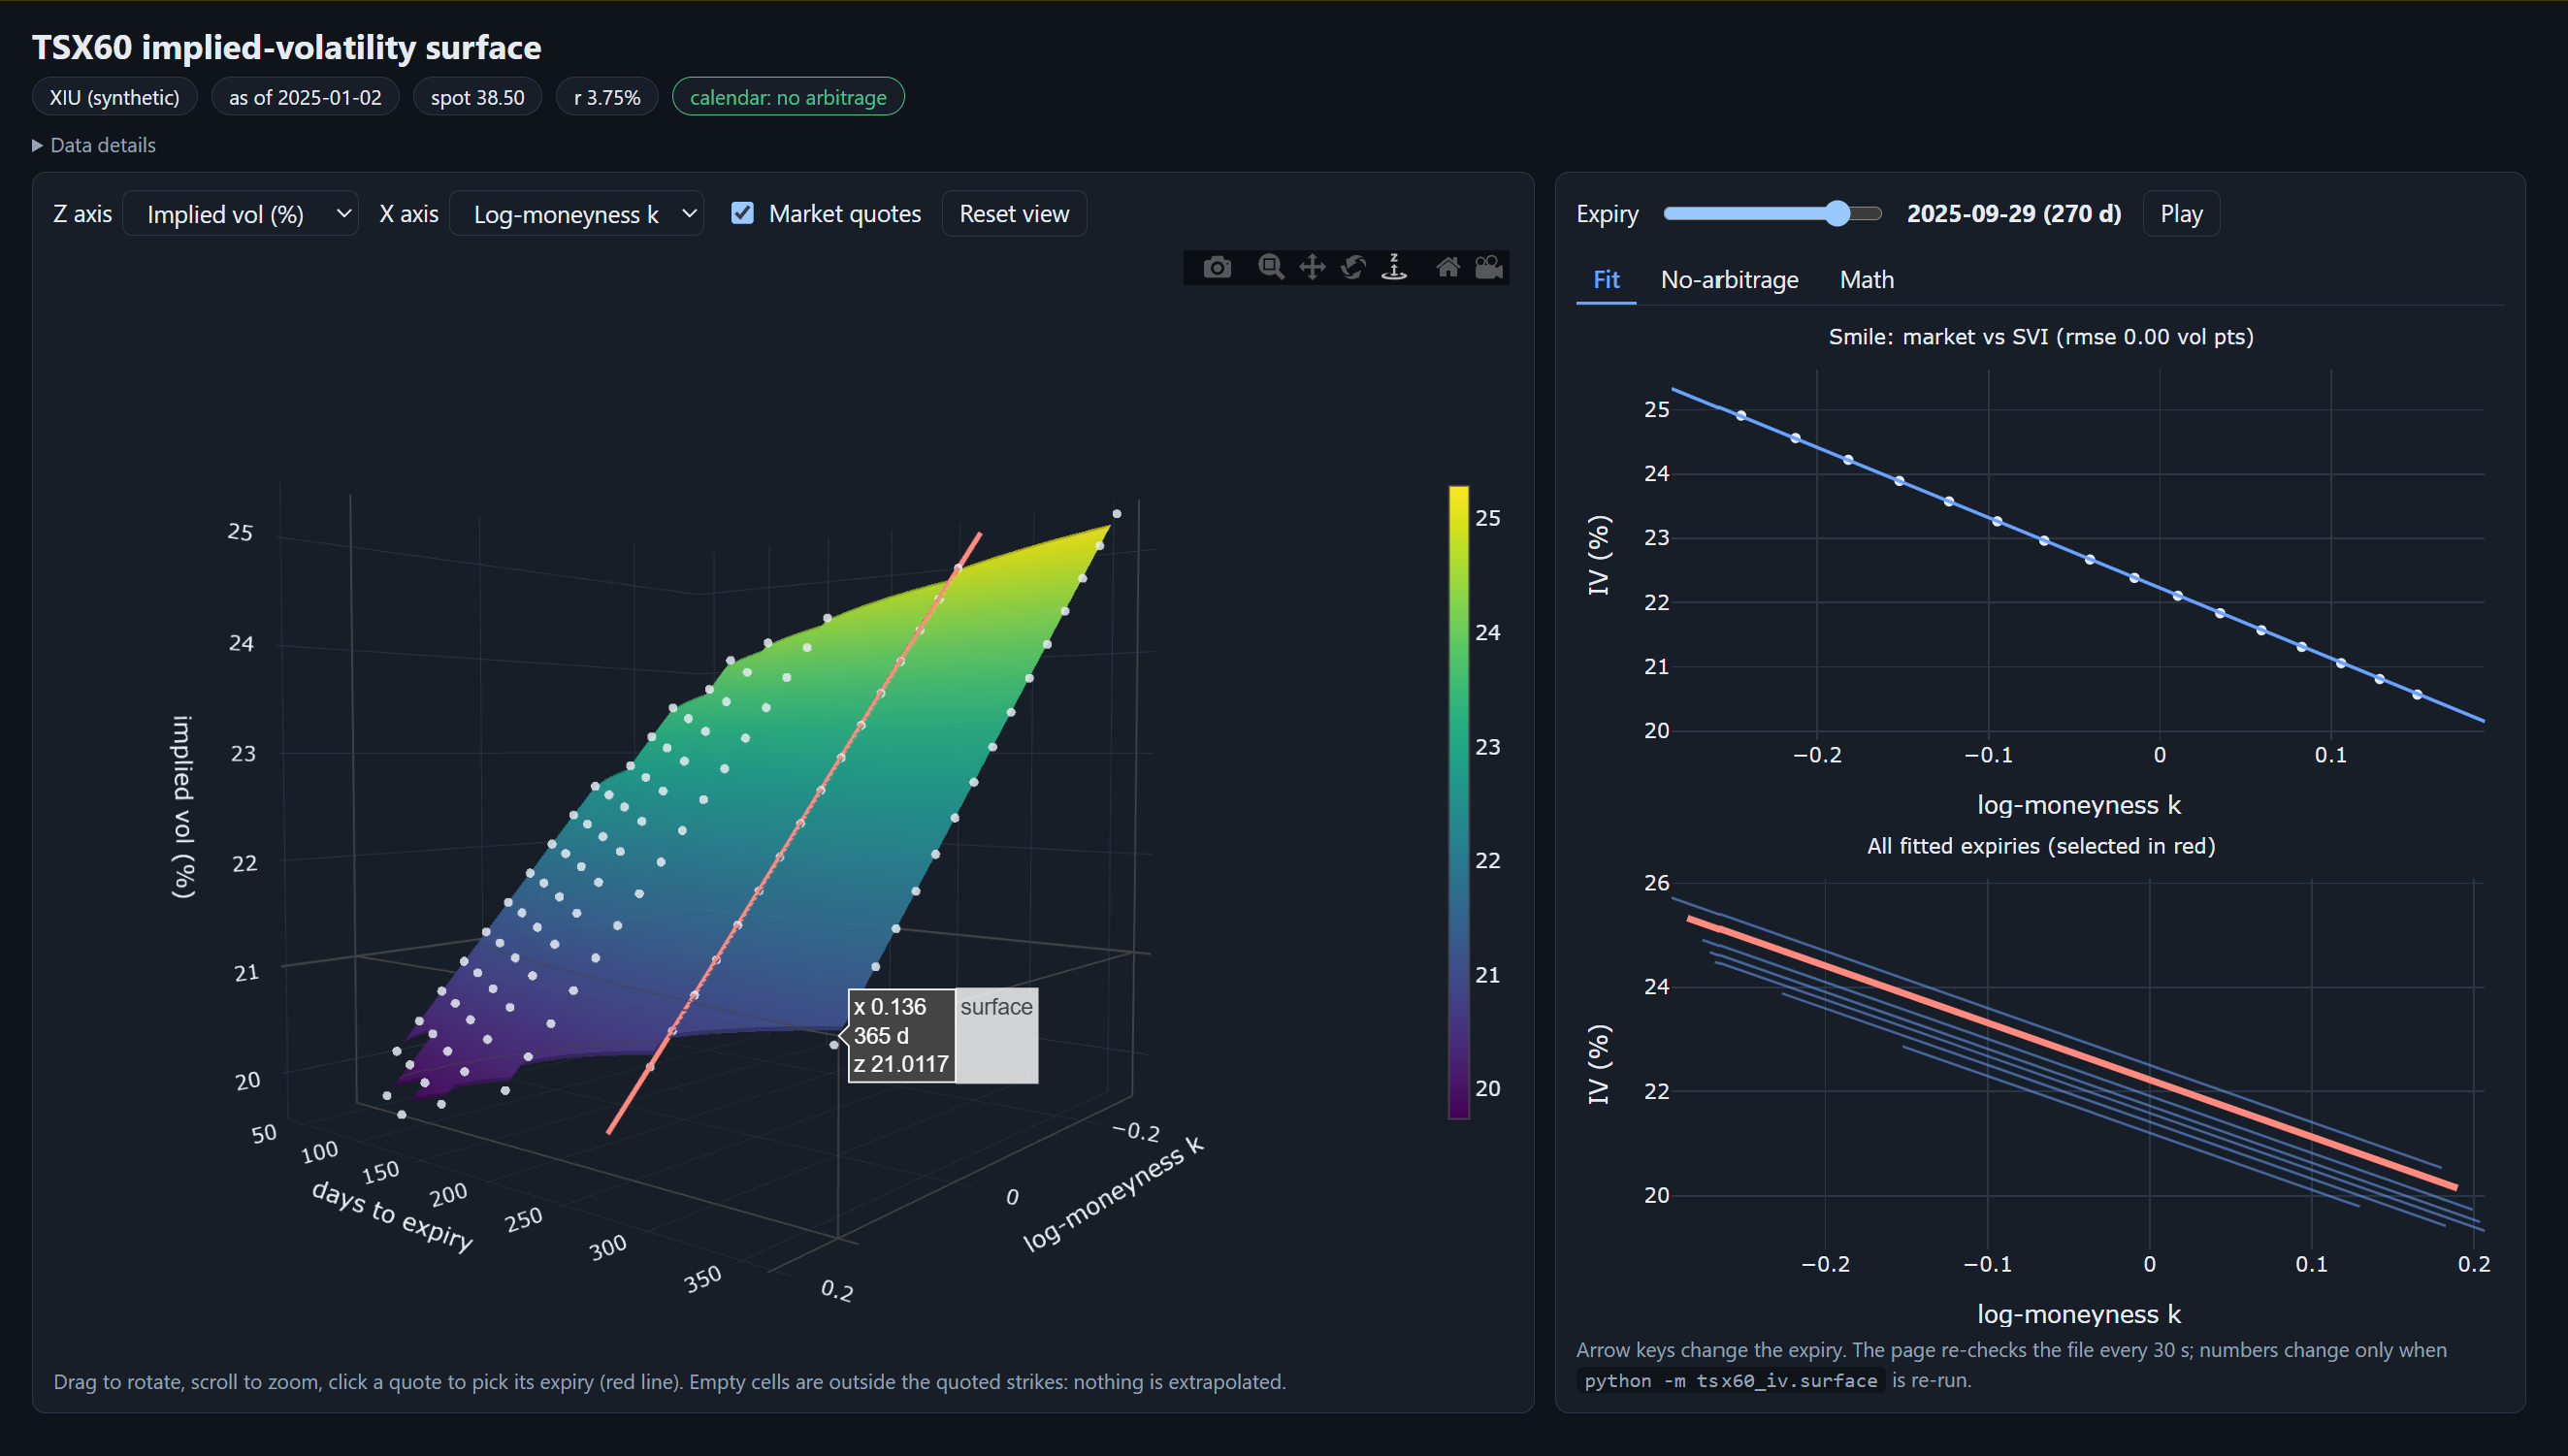 TSX60 implied-volatility surface
XIU (synthetic) as of 2025-01-02 spot 38.50 r 3.75% calendar: no arbitrage
▶ Data details
Z axis Implied vol (%) X axis Log-moneyness k Market quotes Reset view
z
25
24
23
22
21
20
implied vol (%)
50
100
150
200
250
300
350
days to expiry
−0.2
0
0.2
log-moneyness k
x 0.136
365 d
z 21.0117
surface
25
24
23
22
21
20
Drag to rotate, scroll to zoom, click a quote to pick its expiry (red line). Empty cells are outside the quoted strikes: nothing is extrapolated.
Expiry 2025-09-29 (270 d) Play
Fit No-arbitrage Math
Smile: market vs SVI (rmse 0.00 vol pts)
25
24
23
22
21
20
IV (%)
−0.2 −0.1 0 0.1
log-moneyness k
All fitted expiries (selected in red)
26
24
22
20
IV (%)
−0.2 −0.1 0 0.1 0.2
log-moneyness k
Arrow keys change the expiry. The page re-checks the file every 30 s; numbers change only when
python -m tsx60_iv.surface is re-run.